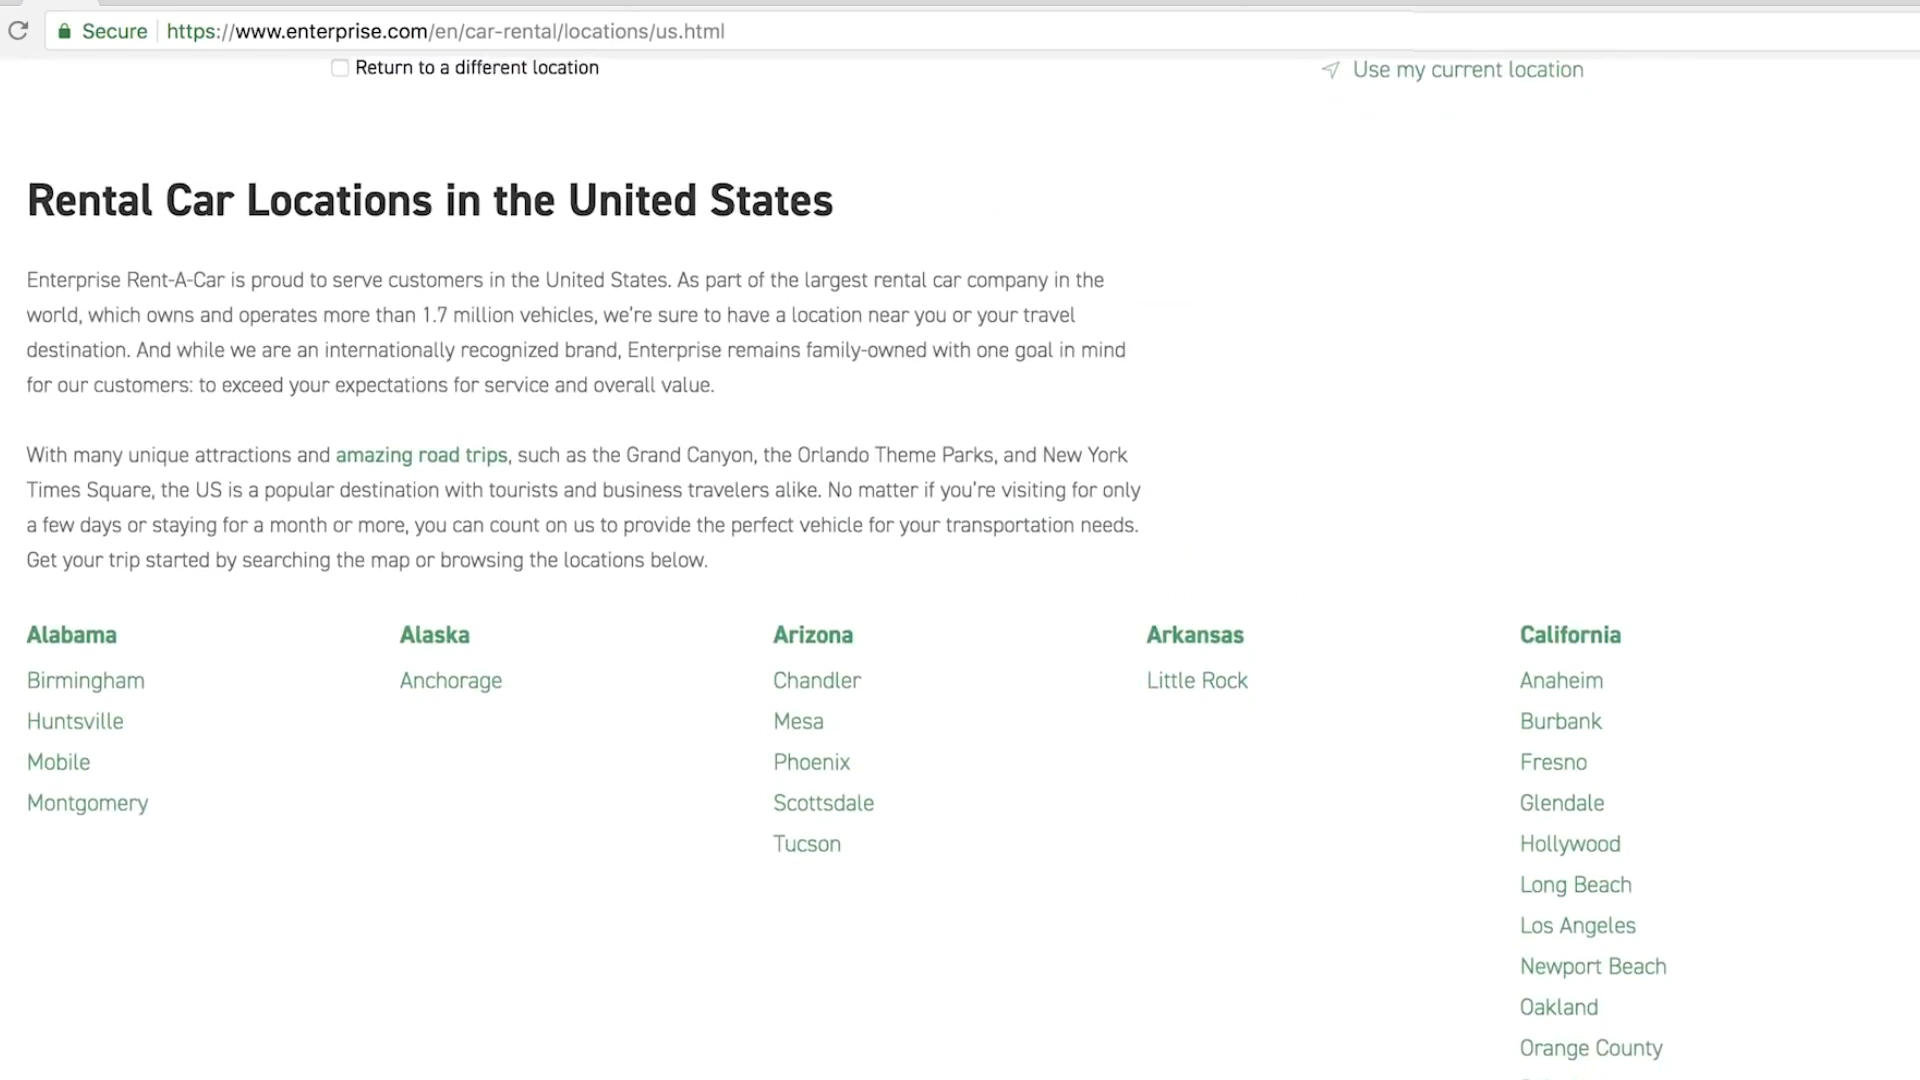 Secure https://www.enterprise.com/en/car-rental/locations/us.html
Return to a different location
Use my current location
Rental Car Locations in the United States
Enterprise Rent-A-Car is proud to serve customers in the United States. As part of the largest rental car company in the
world, which owns and operates more than 1.7 million vehicles, we're sure to have a location near you or your travel
destination. And while we are an internationally recognized brand, Enterprise remains family-owned with one goal in mind
for our customers: to exceed your expectations for service and overall value.
With many unique attractions and amazing road trips, such as the Grand Canyon, the Orlando Theme Parks, and New York
Times Square, the US is a popular destination with tourists and business travelers alike. No matter if you're visiting for only
a few days or staying for a month or more, you can count on us to provide the perfect vehicle for your transportation needs.
Get your trip started by searching the map or browsing the locations below.
Alabama
Birmingham
Huntsville
Mobile
Montgomery
Alaska
Anchorage
Arizona
Chandler
Mesa
Phoenix
Scottsdale
Tucson
Arkansas
Little Rock
California
Anaheim
Burbank
Fresno
Glendale
Hollywood
Long Beach
Los Angeles
Newport Beach
Oakland
Orange County